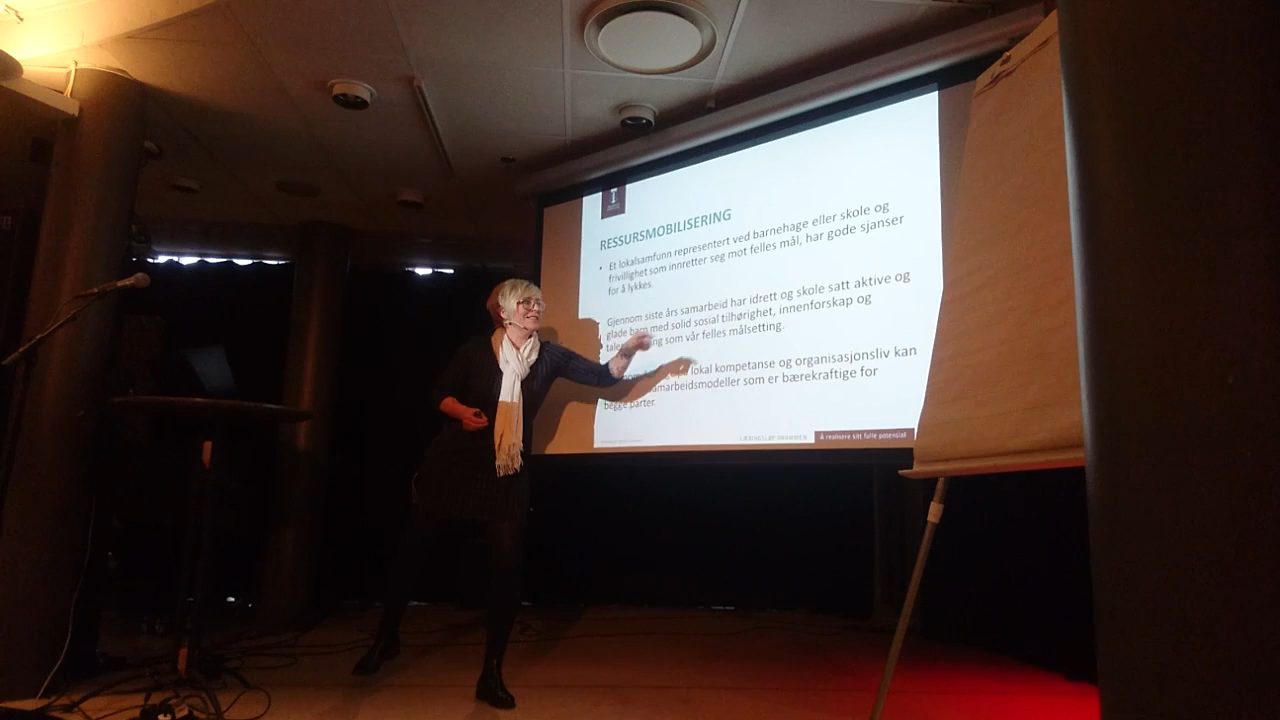 RESSURSMOBILISERING
• Et lokalsamfunn representert ved barnehage eller skole og
frivillighet som innretter seg mot felles mål, har gode sjanser
for å lykkes.
Gjennom siste års samarbeid har idrett og skole satt aktive og
glade barn med solid sosial tilhørighet, innenforskap og
som vår felles målsetting.
lokal kompetanse og organisasjonsliv kan
samarbeidsmodeller som er bærekraftige for
begge parter.
Å realisere sitt fulle potensial